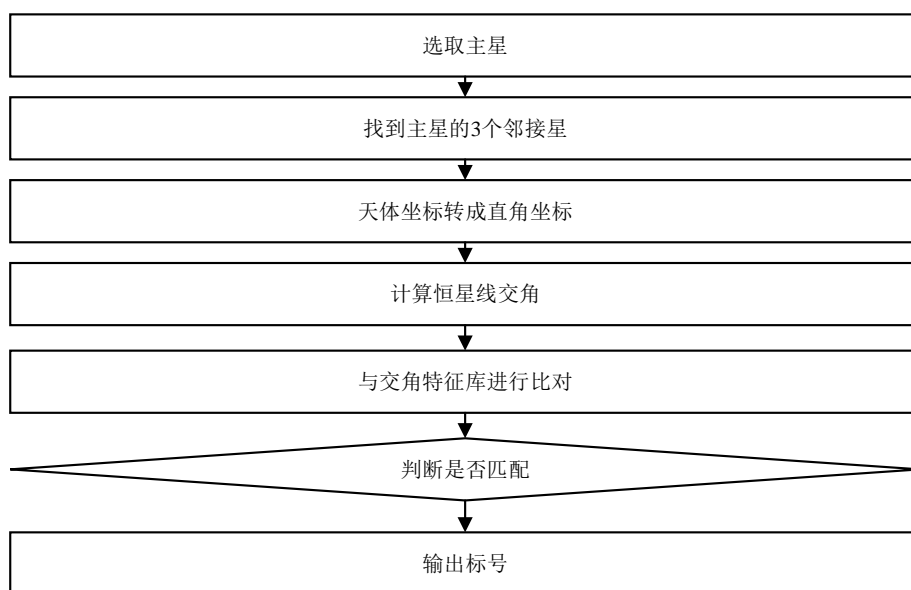 选取主星
找到主星的3个邻接星
天体坐标转成直角坐标
计算恒星线交角
与交角特征库进行比对
判断是否匹配
输出标号